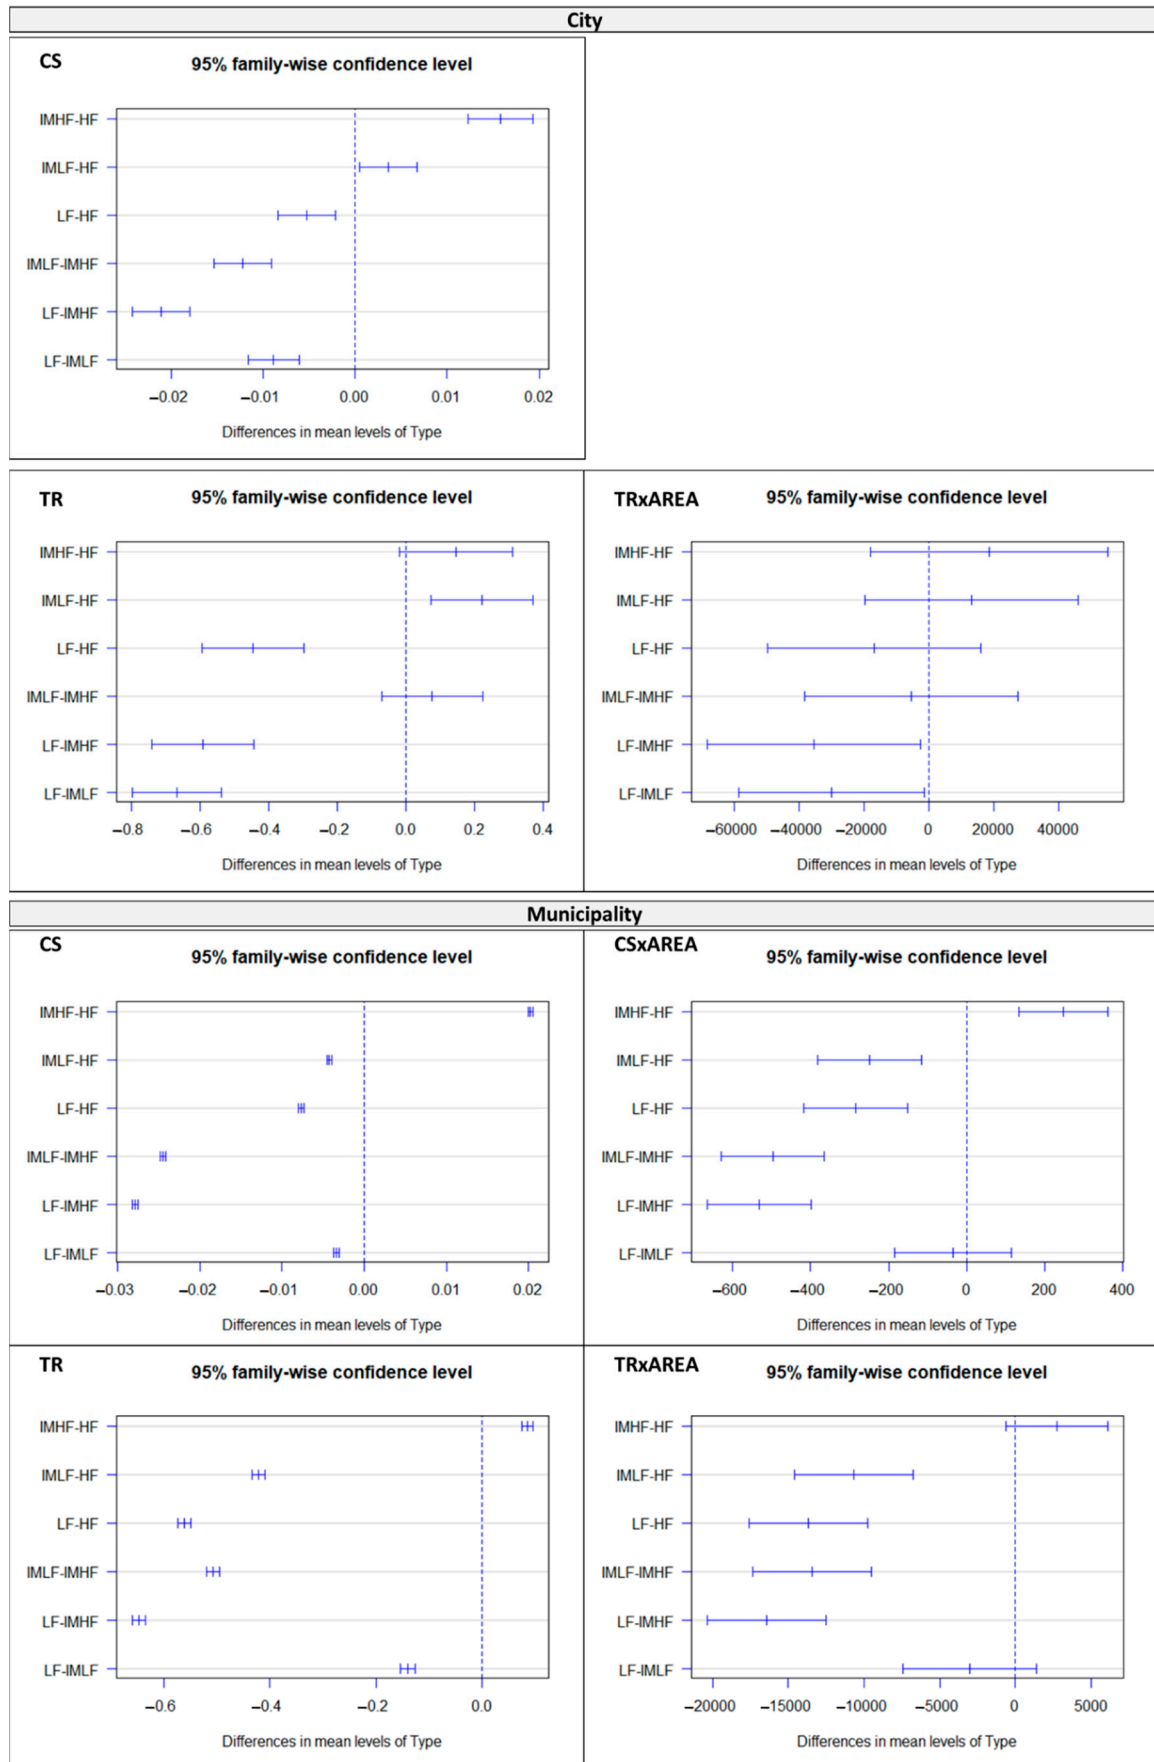 City
CS
95% family-wise confidence level
IMHF-HF
IMLF-HF
LF-HF
IMLF-IMHF
LF-IMHF
LF-IMLF
−0.02 −0.01 0.00 0.01 0.02
Differences in mean levels of Type
TR
95% family-wise confidence level
IMHF-HF
IMLF-HF
LF-HF
IMLF-IMHF
LF-IMHF
LF-IMLF
−0.8 −0.6 −0.4 −0.2 0.0 0.2 0.4
Differences in mean levels of Type
TRxAREA
95% family-wise confidence level
IMHF-HF
IMLF-HF
LF-HF
IMLF-IMHF
LF-IMHF
LF-IMLF
−60000 −40000 −20000 0 20000 40000
Differences in mean levels of Type
Municipality
CS
95% family-wise confidence level
IMHF-HF
IMLF-HF
LF-HF
IMLF-IMHF
LF-IMHF
LF-IMLF
−0.03 −0.02 −0.01 0.00 0.01 0.02
Differences in mean levels of Type
CSxAREA
95% family-wise confidence level
IMHF-HF
IMLF-HF
LF-HF
IMLF-IMHF
LF-IMHF
LF-IMLF
−600 −400 −200 0 200 400
Differences in mean levels of Type
TR
95% family-wise confidence level
IMHF-HF
IMLF-HF
LF-HF
IMLF-IMHF
LF-IMHF
LF-IMLF
−0.6 −0.4 −0.2 0.0
Differences in mean levels of Type
TRxAREA
95% family-wise confidence level
IMHF-HF
IMLF-HF
LF-HF
IMLF-IMHF
LF-IMHF
LF-IMLF
−20000 −15000 −10000 −5000 0 5000
Differences in mean levels of Type